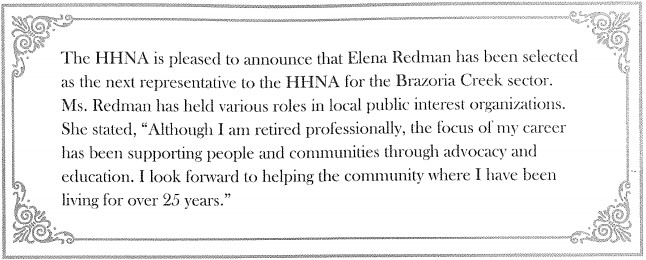 The HHNA is pleased to announce that Elena Redman has been selected
as the next representative to the HHNA for the Brazoria Creek sector.
Ms. Redman has held various roles in local public interest organizations.
She stated, “Although I am retired professionally, the focus of my career
has been supporting people and communities through advocacy and
education. I look forward to helping the community where I have been
living for over 25 years.”